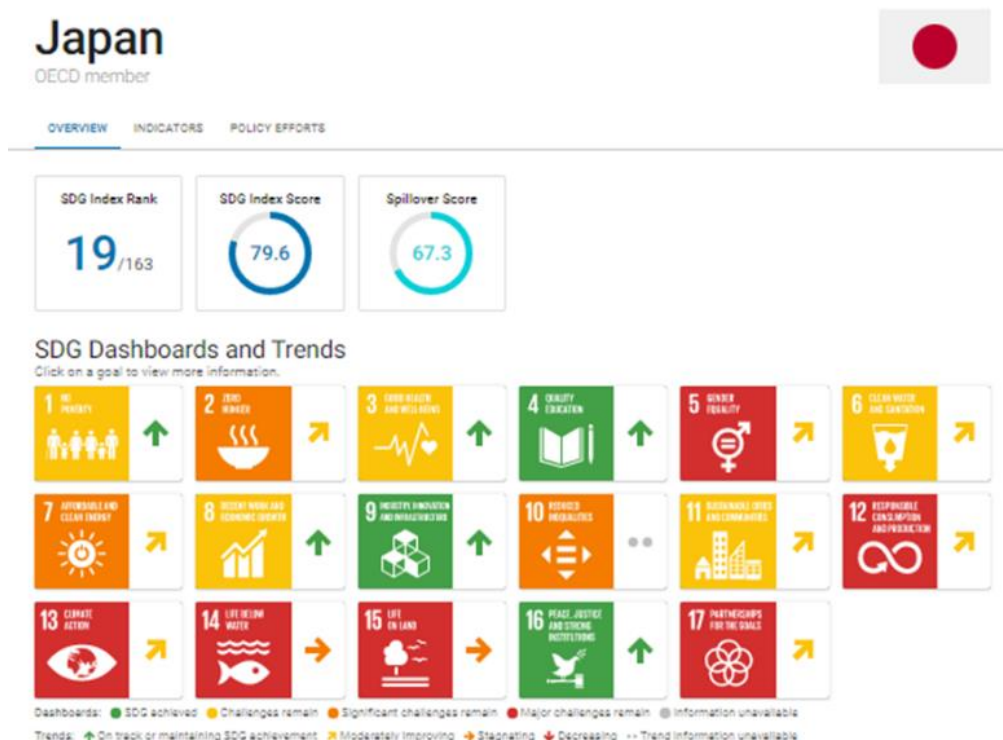 Japan
OECD member
OVERVIEW INDICATORS POLICY EFFORTS
SDG Index Rank
19/163
SDG Index Score
79.6
Spillover Score
67.3
SDG Dashboards and Trends
Click on a goal to view more information.
1 NO
POVERTY
2 ZERO
HUNGER
3 GOOD HEALTH
AND WELL-BEING
4 QUALITY
EDUCATION
5 GENDER
EQUALITY
6 CLEAN WATER
AND SANITATION
7 AFFORDABLE AND
CLEAN ENERGY
8 DECENT WORK AND
ECONOMIC GROWTH
9 INDUSTRY, INNOVATION
AND INFRASTRUCTURE
10 REDUCED
INEQUALITIES
11 SUSTAINABLE CITIES
AND COMMUNITIES
12 RESPONSIBLE
CONSUMPTION
AND PRODUCTION
13 CLIMATE
ACTION
14 LIFE BELOW
WATER
15 LIFE
ON LAND
16 PEACE, JUSTICE
AND STRONG
INSTITUTIONS
17 PARTNERSHIPS
FOR THE GOALS
Dashboards: SDG achieved Challenges remain Significant challenges remain Major challenges remain Information unavailable
Trends: On track or maintaining SDG achievement Moderately improving Stagnating Decreasing Trend information unavailable